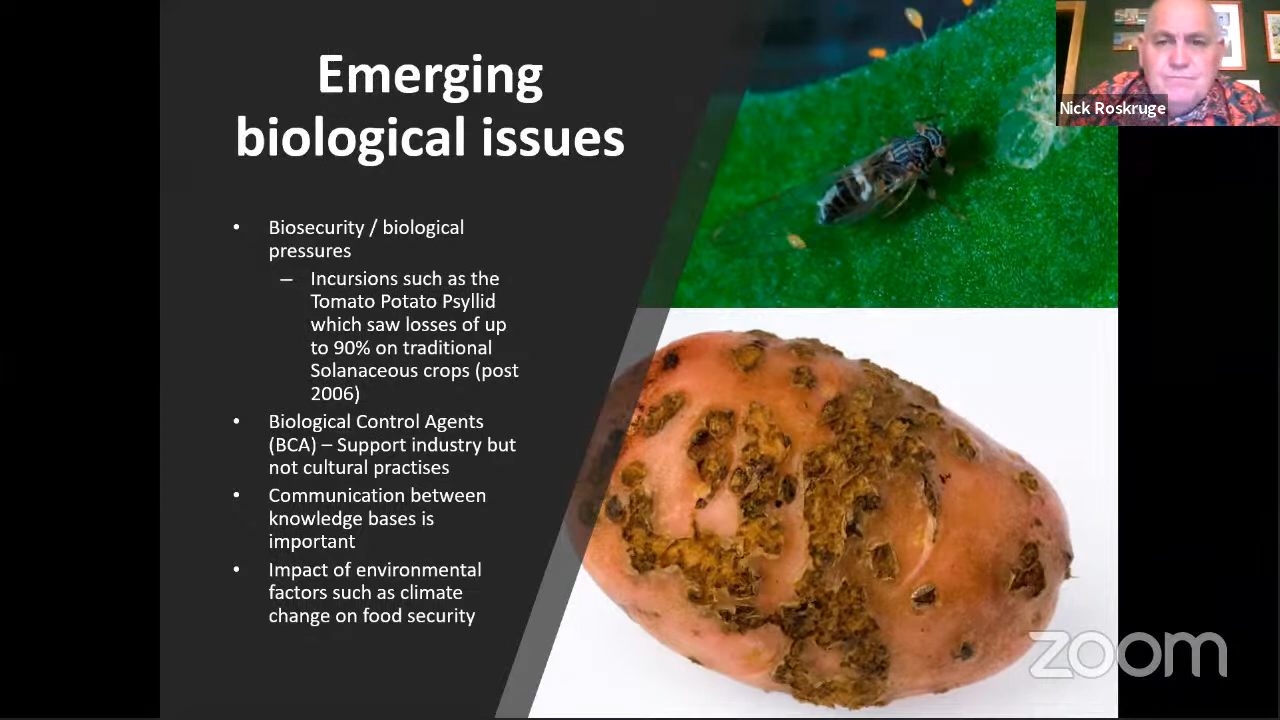 Emerging
biological issues
Nick Roskruge
• Biosecurity / biological
pressures
– Incursions such as the
Tomato Potato Psyllid
which saw losses of up
to 90% on traditional
Solanaceous crops (post
2006)
• Biological Control Agents
(BCA) – Support industry but
not cultural practises
• Communication between
knowledge bases is
important
• Impact of environmental
factors such as climate
change on food security
zoom